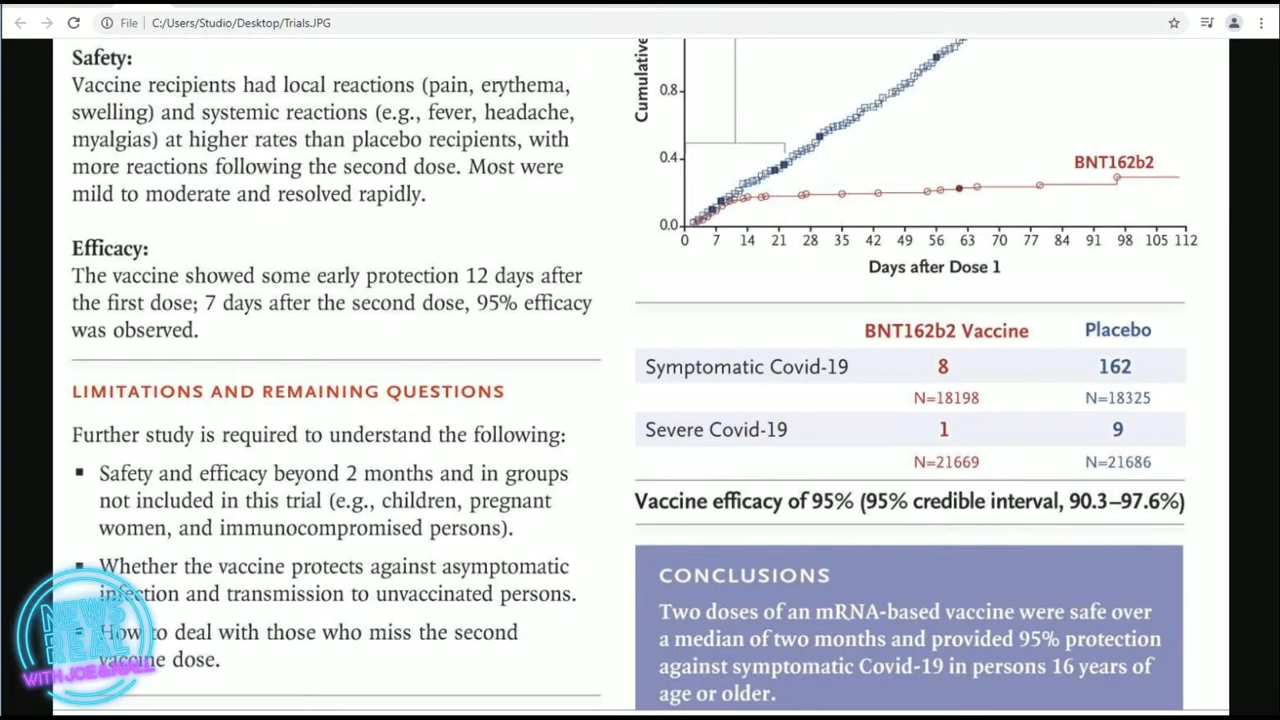 File
C:/Users/Studio/Desktop/Trials.JPG
Safety:
Vaccine recipients had local reactions (pain, erythema,
swelling) and systemic reactions (e.g., fever, headache,
myalgias) at higher rates than placebo recipients, with
more reactions following the second dose. Most were
mild to moderate and resolved rapidly.
Efficacy:
The vaccine showed some early protection 12 days after
the first dose; 7 days after the second dose, 95% efficacy
was observed.
LIMITATIONS AND REMAINING QUESTIONS
Further study is required to understand the following:
▪ Safety and efficacy beyond 2 months and in groups
not included in this trial (e.g., children, pregnant
women, and immunocompromised persons).
▪ Whether the vaccine protects against asymptomatic
infection and transmission to unvaccinated persons.
How to deal with those who miss the second
vaccine dose.
NEWS
REAL
WITH JOE & NIALL
Cumulative
0.8
0.4
0.0
BNT162b2
0 7 14 21 28 35 42 49 56 63 70 77 84 91 98 105 112
Days after Dose 1
BNT162b2 Vaccine Placebo
Symptomatic Covid-19 8 162
N=18198 N=18325
Severe Covid-19 1 9
N=21669 N=21686
Vaccine efficacy of 95% (95% credible interval, 90.3–97.6%)
CONCLUSIONS
Two doses of an mRNA-based vaccine were safe over
a median of two months and provided 95% protection
against symptomatic Covid-19 in persons 16 years of
age or older.